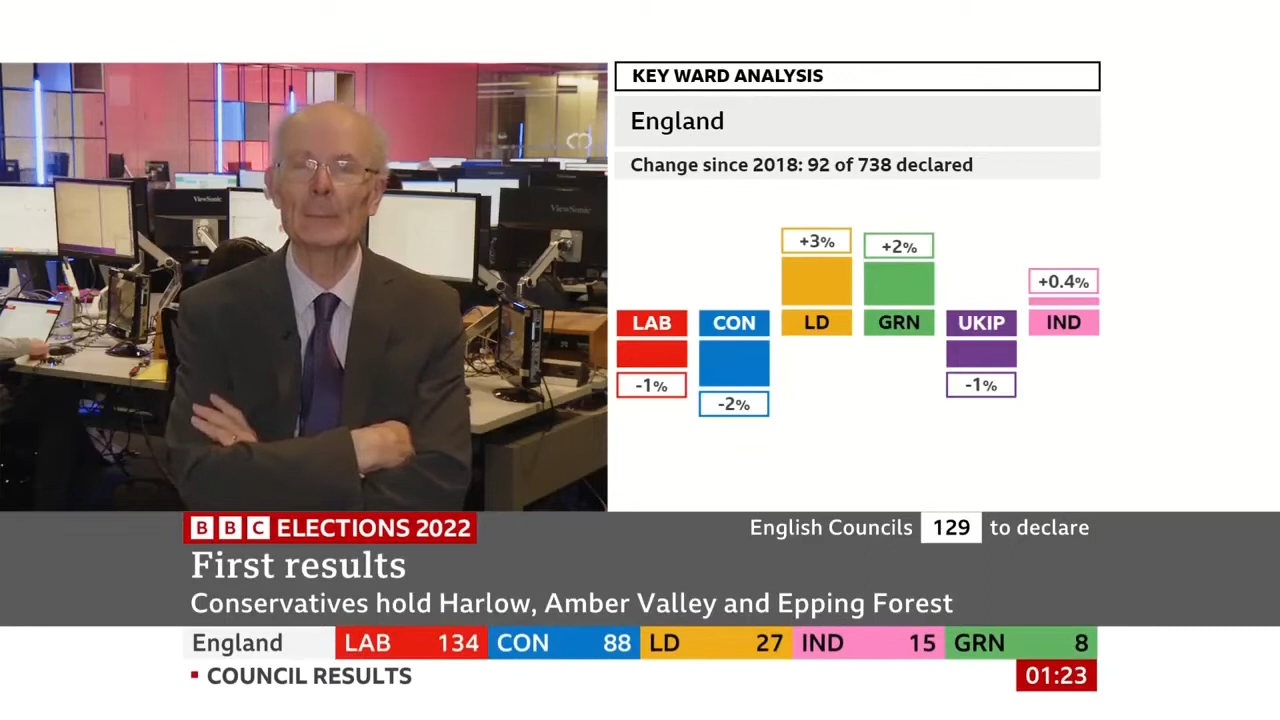 KEY WARD ANALYSIS
England
Change since 2018: 92 of 738 declared
+3%
+2%
+0.4%
LAB CON LD GRN UKIP IND
-1%
-2%
-1%
ViewSonic
ViewSonic
BBC ELECTIONS 2022
English Councils 129 to declare
First results
Conservatives hold Harlow, Amber Valley and Epping Forest
England LAB 134 CON 88 LD 27 IND 15 GRN 8
COUNCIL RESULTS
01:23